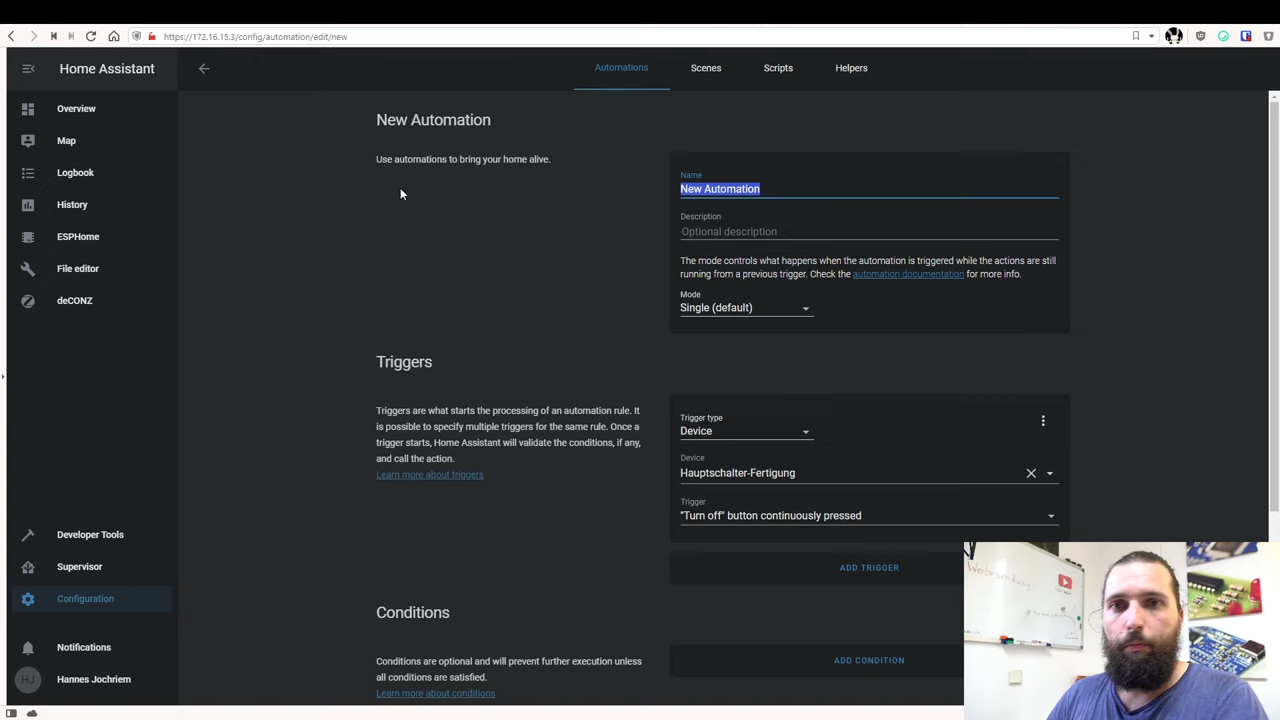 https://172.16.15.3/config/automation/edit/new
Home Assistant
Automations
Scenes
Scripts
Helpers
Overview
Map
Logbook
History
ESPHome
File editor
deCONZ
Developer Tools
Supervisor
Configuration
Notifications
HJ
Hannes Jochriem
New Automation
Use automations to bring your home alive.
Name
New Automation
Description
Optional description
The mode controls what happens when the automation is triggered while the actions are still
running from a previous trigger. Check the automation documentation for more info.
Mode
Single (default)
Triggers
Triggers are what starts the processing of an automation rule. It
is possible to specify multiple triggers for the same rule. Once a
trigger starts, Home Assistant will validate the conditions, if any,
and call the action.
Learn more about triggers
Trigger type
Device
Device
Hauptschalter-Fertigung
Trigger
"Turn off" button continuously pressed
ADD TRIGGER
Conditions
Conditions are optional and will prevent further execution unless
all conditions are satisfied.
Learn more about conditions
ADD CONDITION
Werbesendung